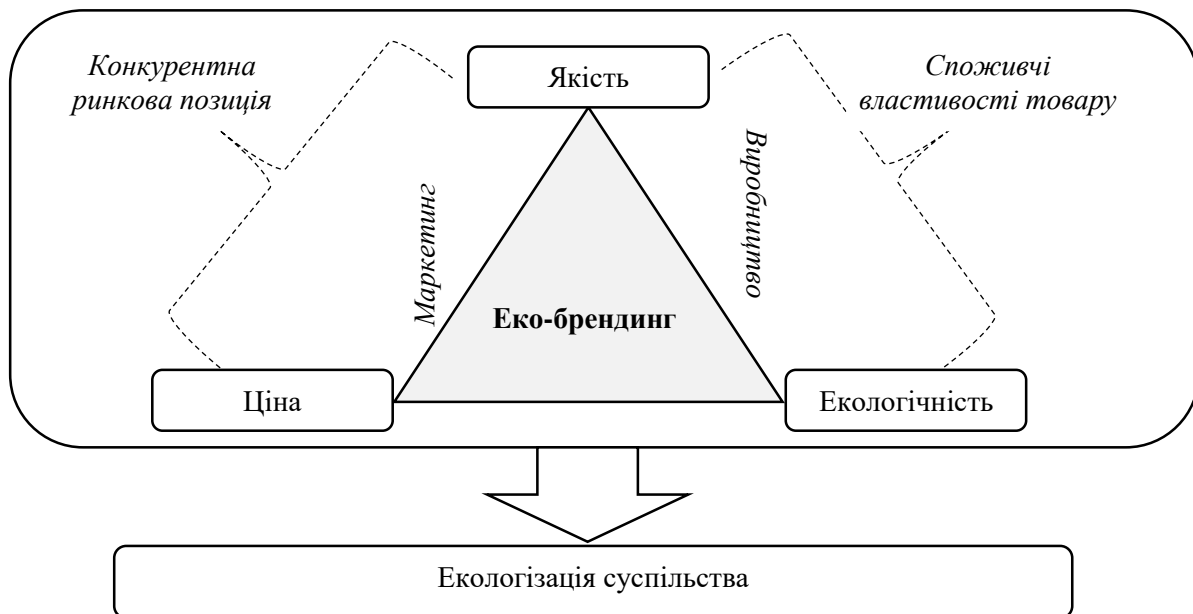 Конкурентна
ринкова позиція
Якість
Споживчі
властивості товару
Маркетинг
Виробництво
Еко-брендинг
Ціна
Екологічність
Екологізація суспільства